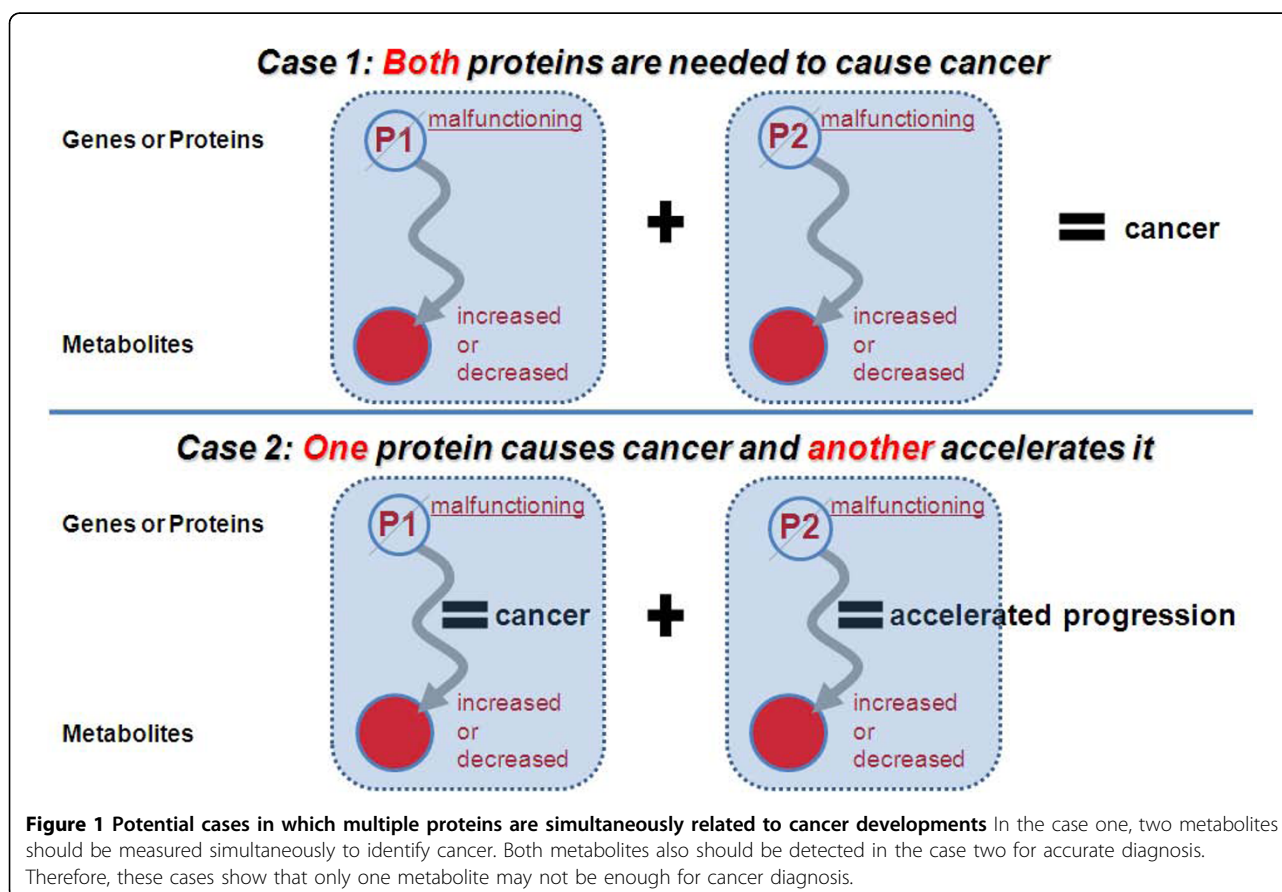 Case 1: Both proteins are needed to cause cancer
Genes or Proteins
P1
malfunctioning
P2
malfunctioning
+
= cancer
Metabolites
increased
or
decreased
increased
or
decreased
Case 2: One protein causes cancer and another accelerates it
Genes or Proteins
P1
malfunctioning
P2
malfunctioning
= cancer
+
= accelerated progression
Metabolites
increased
or
decreased
increased
or
decreased
Figure 1 Potential cases in which multiple proteins are simultaneously related to cancer developments In the case one, two metabolites
should be measured simultaneously to identify cancer. Both metabolites also should be detected in the case two for accurate diagnosis.
Therefore, these cases show that only one metabolite may not be enough for cancer diagnosis.